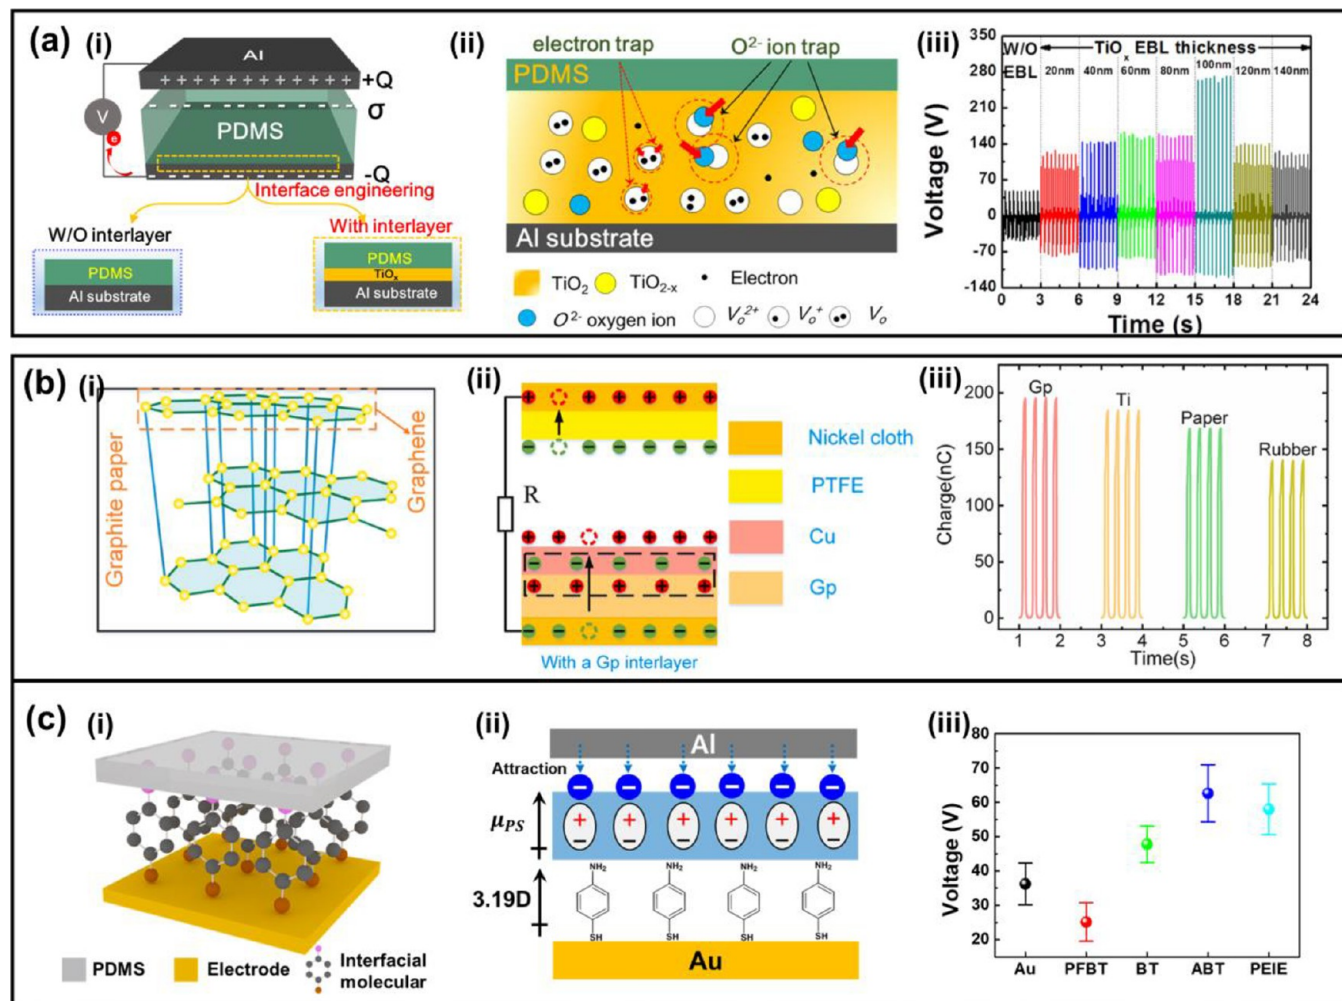 (a)
(i)
Al
+ + + + + + + + + + + +
+Q
σ
V
PDMS
e
-Q
Interface engineering
W/O interlayer
With interlayer
PDMS
Al substrate
PDMS
TiOx
Al substrate
(ii)
electron trap
O2- ion trap
PDMS
Al substrate
TiO2
TiO2-x
Electron
O2- oxygen ion
Vo2+
Vo+
Vo
(iii)
Voltage (V)
350
280
210
140
70
0
-70
-140
W/O
EBL
TiOx EBL thickness
20nm
40nm
60nm
80nm
100nm
120nm
140nm
0 3 6 9 12 15 18 21 24
Time (s)
(b)
(i)
Graphite paper
Graphene
(ii)
R
Nickel cloth
PTFE
Cu
Gp
With a Gp interlayer
(iii)
Charge(nC)
200
150
100
50
0
Gp
Ti
Paper
Rubber
1 2 3 4 5 6 7 8
Time(s)
(c)
(i)
PDMS
Electrode
Interfacial
molecular
(ii)
Al
Attraction
μPS
+ + + + + +
3.19D
NH2 NH2 NH2 NH2
SH SH SH SH
Au
(iii)
Voltage (V)
80
70
60
50
40
30
20
Au PFBT BT ABT PEIE